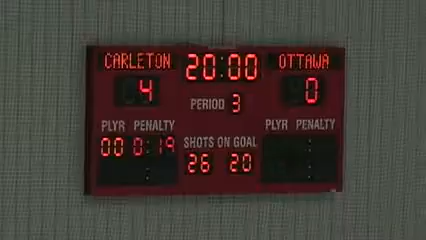 CARLETON 20:00 OTTAWA
4 0
PERIOD 3
PLYR PENALTY PLYR PENALTY
00 0:19 SHOTS ON GOAL
26 20